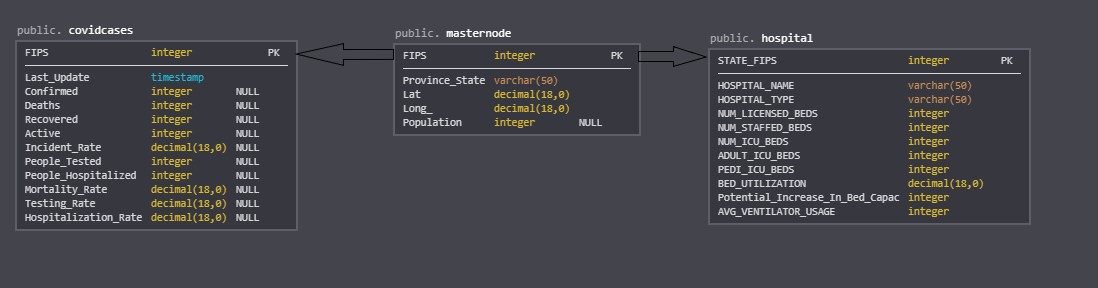 public. covidcases
FIPS integer PK
Last_Update timestamp
Confirmed integer NULL
Deaths integer NULL
Recovered integer NULL
Active integer NULL
Incident_Rate decimal(18,0) NULL
People_Tested integer NULL
People_Hospitalized integer NULL
Mortality_Rate decimal(18,0) NULL
Testing_Rate decimal(18,0) NULL
Hospitalization_Rate decimal(18,0) NULL
public. masternode
FIPS integer PK
Province_State varchar(50)
Lat decimal(18,0)
Long_ decimal(18,0)
Population integer NULL
public. hospital
STATE_FIPS integer PK
HOSPITAL_NAME varchar(50)
HOSPITAL_TYPE varchar(50)
NUM_LICENSED_BEDS integer
NUM_STAFFED_BEDS integer
NUM_ICU_BEDS integer
ADULT_ICU_BEDS integer
PEDI_ICU_BEDS integer
BED_UTILIZATION decimal(18,0)
Potential_Increase_In_Bed_Capac integer
AVG_VENTILATOR_USAGE integer